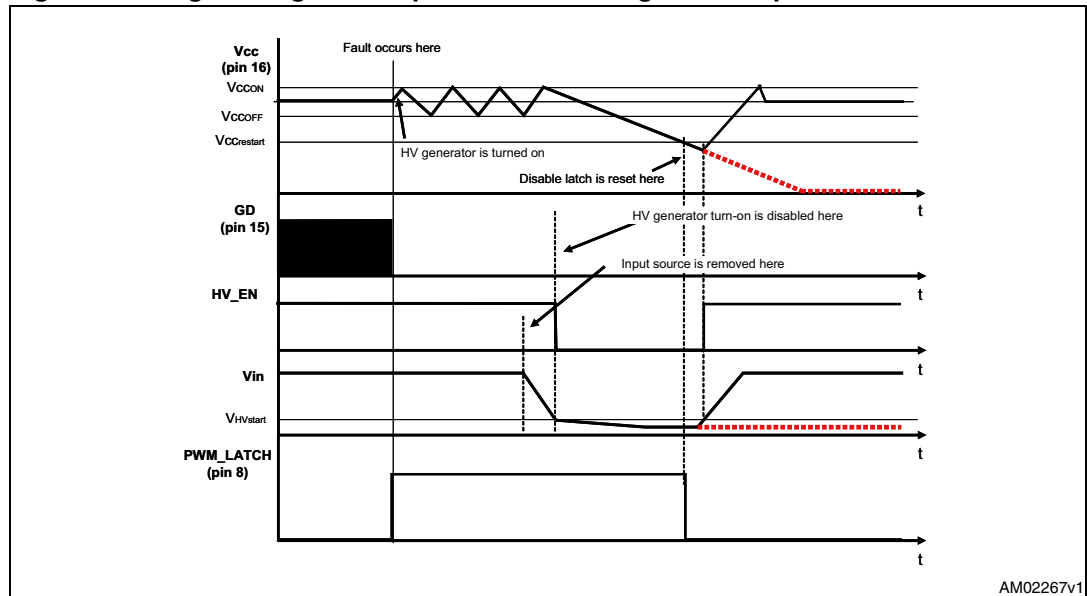 Vcc
(pin 16)
Fault occurs here
VCCON
VCCOFF
VCCrestart
HV generator is turned on
Disable latch is reset here
t
GD
(pin 15)
HV generator turn-on is disabled here
Input source is removed here
t
HV_EN
t
Vin
VHVstart
t
PWM_LATCH
(pin 8)
t
AM02267v1